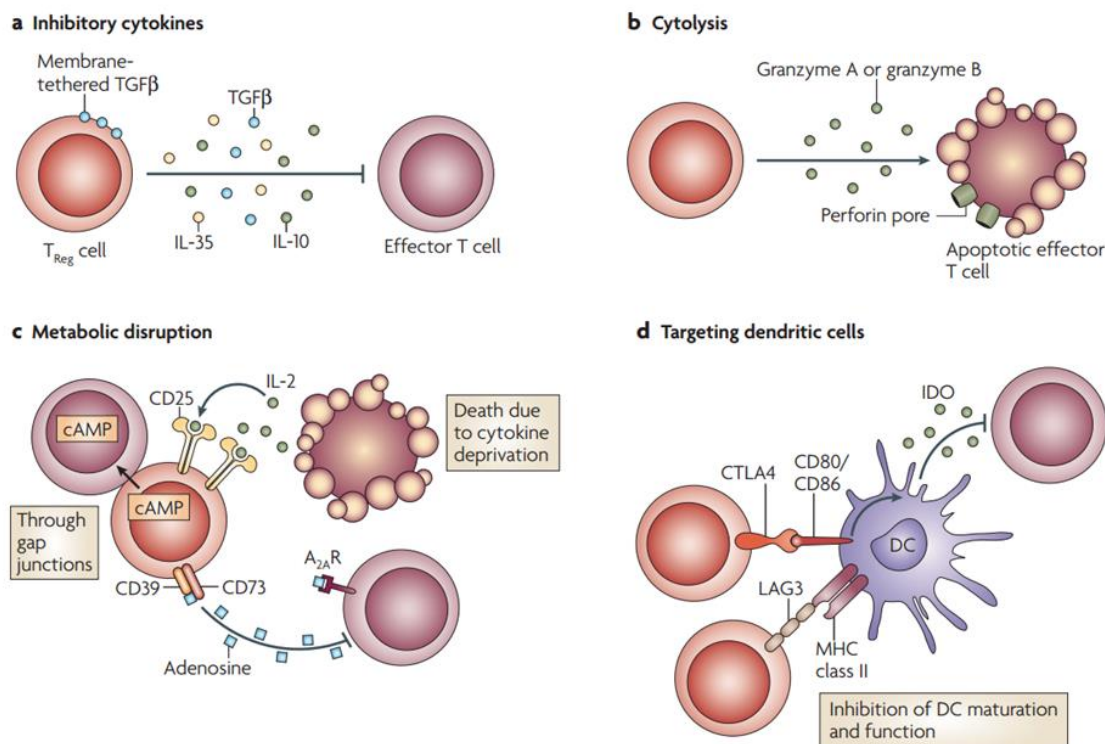 a Inhibitory cytokines
Membrane-
tethered TGFβ
TGFβ
IL-35
IL-10
T_Reg cell
Effector T cell
b Cytolysis
Granzyme A or granzyme B
Perforin pore
Apoptotic effector
T cell
c Metabolic disruption
IL-2
CD25
cAMP
cAMP
Death due
to cytokine
deprivation
Through
gap
junctions
CD39
CD73
A2AR
Adenosine
d Targeting dendritic cells
IDO
CTLA4
CD80/
CD86
DC
LAG3
MHC
class II
Inhibition of DC maturation
and function